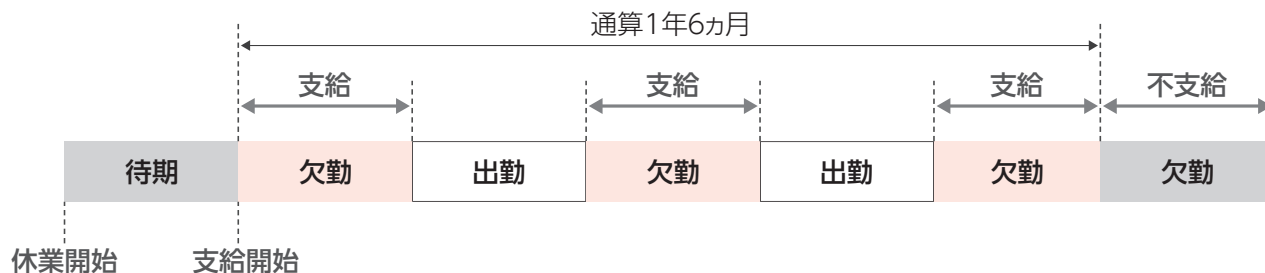 通算1年6ヵ月
支給 支給 支給 不支給
待期 欠勤 出勤 欠勤 出勤 欠勤 欠勤
休業開始 支給開始